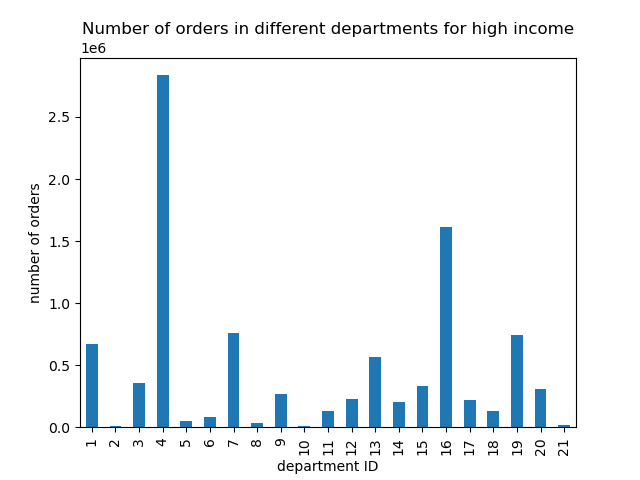 Number of orders in different departments for high income
1e6
2.5
2.0
1.5
1.0
0.5
0.0
number of orders
1 2 3 4 5 6 7 8 9 10 11 12 13 14 15 16 17 18 19 20 21
department ID